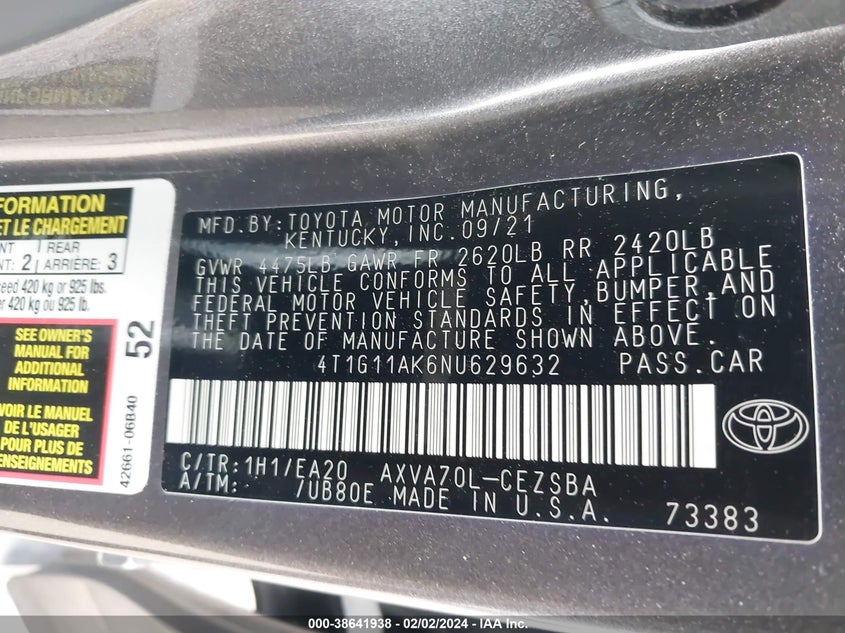 FORMATION
ET LE CHARGEMENT
NT: 2 | REAR ARRIÈRE: 3
ceed 420 kg or 925 lbs.
er 420 kg ou 925 lb.
SEE OWNER'S
MANUAL FOR
ADDITIONAL
INFORMATION
VOIR LE MANUEL
DE L'USAGER
POUR PLUS DE
RENSEIGNEMENTS
52
42661-06B40
MFD.BY:TOYOTA MOTOR MANUFACTURING,
KENTUCKY, INC.09/21
GVWR 4475LB GAWR FR 2620LB RR 2420LB
THIS VEHICLE CONFORMS TO ALL APPLICABLE
FEDERAL MOTOR VEHICLE SAFETY,BUMPER,AND
THEFT PREVENTION STANDARDS IN EFFECT ON
THE DATE OF MANUFACTURE SHOWN ABOVE.
4T1G11AK6NU629632 PASS.CAR
C/TR:1H1/EA20 AXVA70L-CEZSBA
A/TM: /UB80E MADE IN U.S.A. 73383
000-38641938 - 02/02/2024 - IAA Inc.